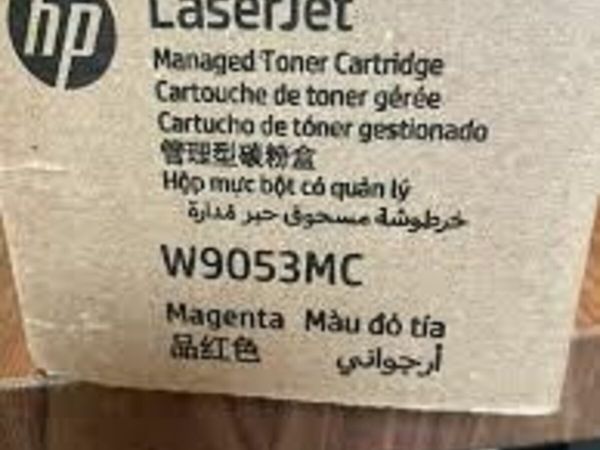 hp
LaserJet
Managed Toner Cartridge
Cartouche de toner gérée
Cartucho de tóner gestionado
管理型碳粉盒
Hộp mực bột có quản lý
خرطوشة مسحوق حبر مُدارة
W9053MC
Magenta Màu đỏ tía
品红色 أرجواني